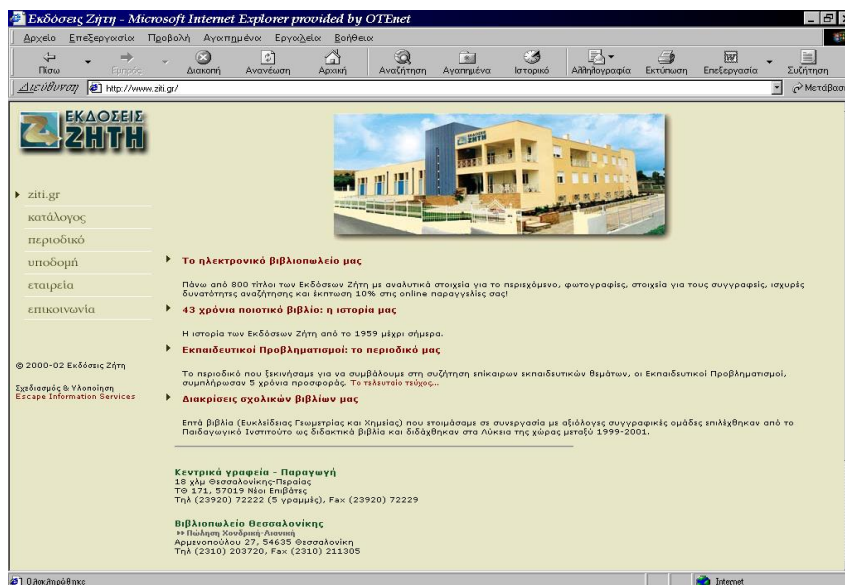 Εκδόσεις Ζήτη - Microsoft Internet Explorer provided by OTEnet
Αρχείο Επεξεργασία Προβολή Αγαπημένα Εργαλεία Βοήθεια
Πίσω Εμπρός Διακοπή Ανανέωση Αρχική Αναζήτηση Αγαπημένα Ιστορικό Αλληλογραφία Εκτύπωση Επεξεργασία Συζήτηση
Διεύθυνση http://www.ziti.gr/ Μετάβασ
ΕΚΔΟΣΕΙΣ
ΖΗΤΗ
ziti.gr
κατάλογος
περιοδικό
υποδομή
εταιρεία
επικοινωνία
© 2000-02 Εκδόσεις Ζήτη
Σχεδιασμός & Υλοποίηση
Escape Information Services
ΕΚΔΟΣΕΙΣ
ΖΗΤΗ
Το ηλεκτρονικό βιβλιοπωλείο μας
Πάνω από 800 τίτλοι των Εκδόσεων Ζήτη με αναλυτικά στοιχεία για το περιεχόμενο, φωτογραφίες, στοιχεία για τους συγγραφείς, ισχυρές
δυνατότητες αναζήτησης και έκπτωση 10% στις online παραγγελίες σας!
43 χρόνια ποιοτικό βιβλίο: η ιστορία μας
Η ιστορία των Εκδόσεων Ζήτη από το 1959 μέχρι σήμερα.
Εκπαιδευτικοί Προβληματισμοί: το περιοδικό μας
Το περιοδικό που ξεκινήσαμε για να συμβάλουμε στη συζήτηση επίκαιρων εκπαιδευτικών θεμάτων, οι Εκπαιδευτικοί Προβληματισμοί,
συμπλήρωσαν 5 χρόνια προσφοράς. Το τελευταίο τεύχος...
Διακρίσεις σχολικών βιβλίων μας
Επτά βιβλία (Ευκλείδειας Γεωμετρίας και Χημείας) που ετοιμάσαμε σε συνεργασία με αξιόλογες συγγραφικές ομάδες επιλέχθηκαν από το
Παιδαγωγικό Ινστιτούτο ως διδακτικά βιβλία και διδάχθηκαν στα Λύκεια της χώρας μεταξύ 1999-2001.
Κεντρικά γραφεία - Παραγωγή
18 χλμ Θεσσαλονίκης-Περαίας
ΤΘ 171, 57019 Νέοι Επιβάτες
Τηλ (23920) 72222 (5 γραμμές), Fax (23920) 72229
Βιβλιοπωλείο Θεσσαλονίκης
Πώληση Χονδρική-Λιανική
Αρμενοπούλου 27, 54635 Θεσσαλονίκη
Τηλ (2310) 203720, Fax (2310) 211305
Ολοκληρώθηκε Internet